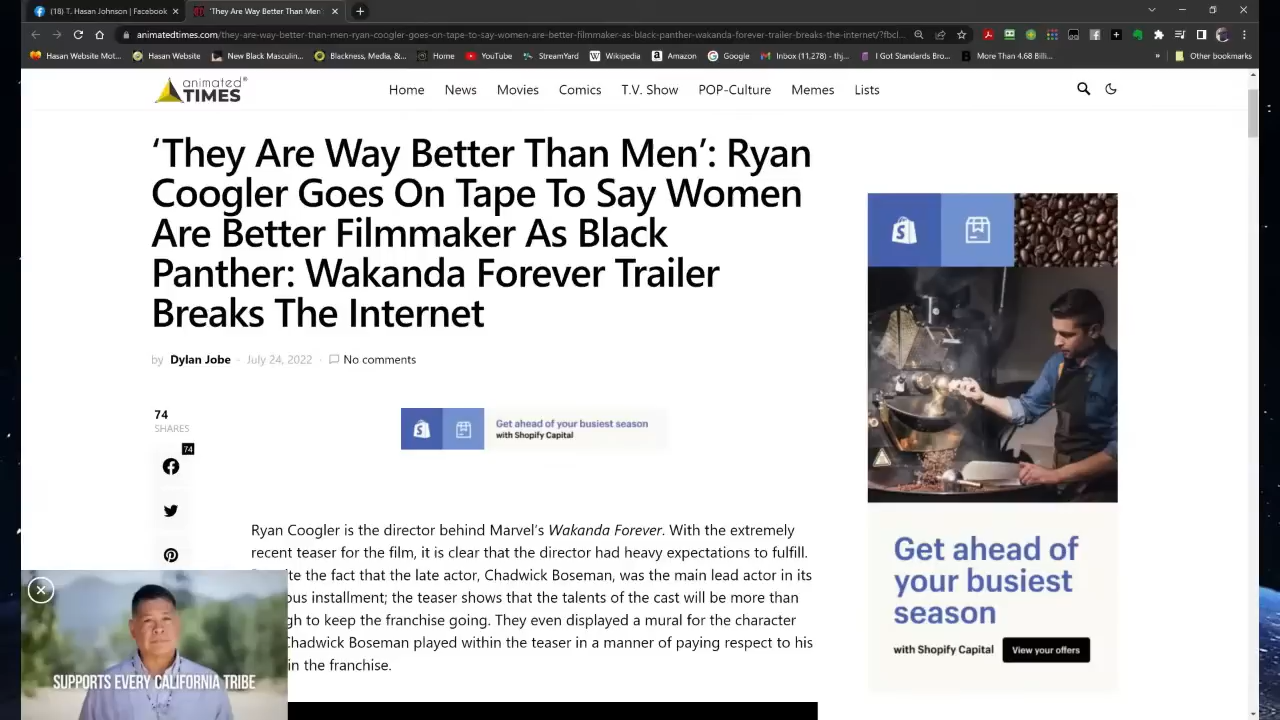 (18) T. Hasan Johnson | Facebook
'They Are Way Better Than Men':
animatedtimes.com/they-are-way-better-than-men-ryan-coogler-goes-on-tape-to-say-women-are-better-filmmaker-as-black-panther-wakanda-forever-trailer-breaks-the-internet/?fbcl...
Hasan Website Mot...
Hasan Website Mot...
New Black Masculin...
Blackness, Media, &...
Home
YouTube
StreamYard
Wikipedia
Amazon
Google
Inbox (11,278) - thj...
I Got Standards Bro...
More Than 4.68 Billi...
»
Other bookmarks
animated®
TIMES
Home News Movies Comics T.V. Show POP-Culture Memes Lists
'They Are Way Better Than Men': Ryan
Coogler Goes On Tape To Say Women
Are Better Filmmaker As Black
Panther: Wakanda Forever Trailer
Breaks The Internet
by Dylan Jobe - July 24, 2022 · No comments
74
SHARES
74
Get ahead of your busiest season
with Shopify Capital
Ryan Coogler is the director behind Marvel's Wakanda Forever. With the extremely
recent teaser for the film, it is clear that the director had heavy expectations to fulfill.
the fact that the late actor, Chadwick Boseman, was the main lead actor in its
ous instalment; the teaser shows that the talents of the cast will be more than
gh to keep the franchise going. They even displayed a mural for the character
Chadwick Boseman played within the teaser in a manner of paying respect to his
in the franchise.
SUPPORTS EVERY CALIFORNIA TRIBE
Get ahead of
your busiest
season
with Shopify Capital
View your offers